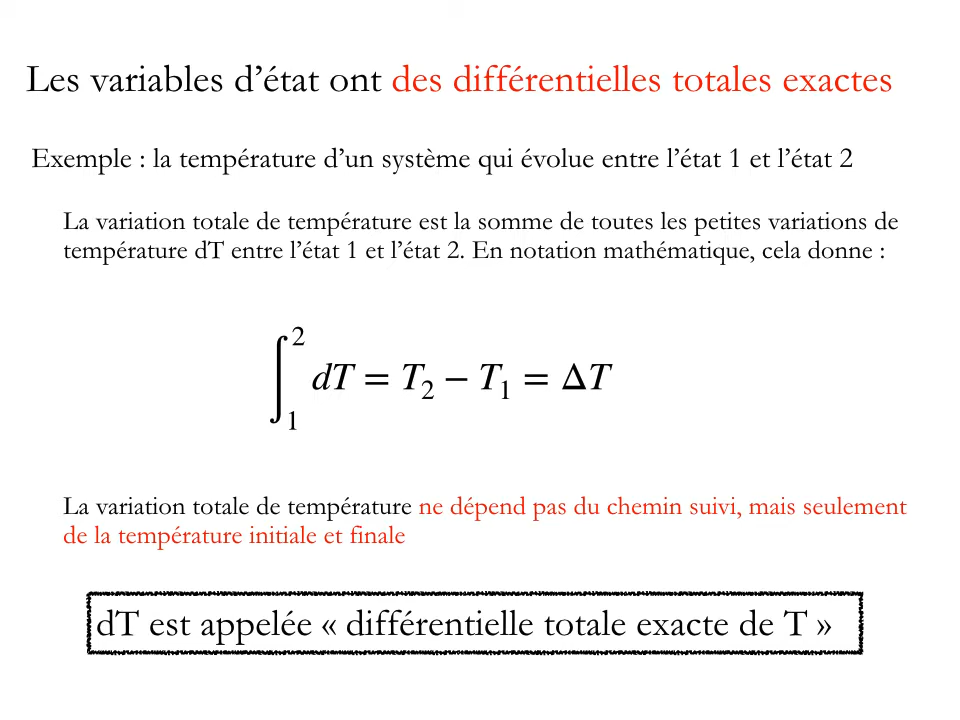 Les variables d’état ont des différentielles totales exactes
Exemple : la température d’un système qui évolue entre l’état 1 et l’état 2
La variation totale de température est la somme de toutes les petites variations de
température dT entre l’état 1 et l’état 2. En notation mathématique, cela donne :
∫₁² dT = T₂ − T₁ = ΔT
La variation totale de température ne dépend pas du chemin suivi, mais seulement
de la température initiale et finale
dT est appelée « différentielle totale exacte de T »